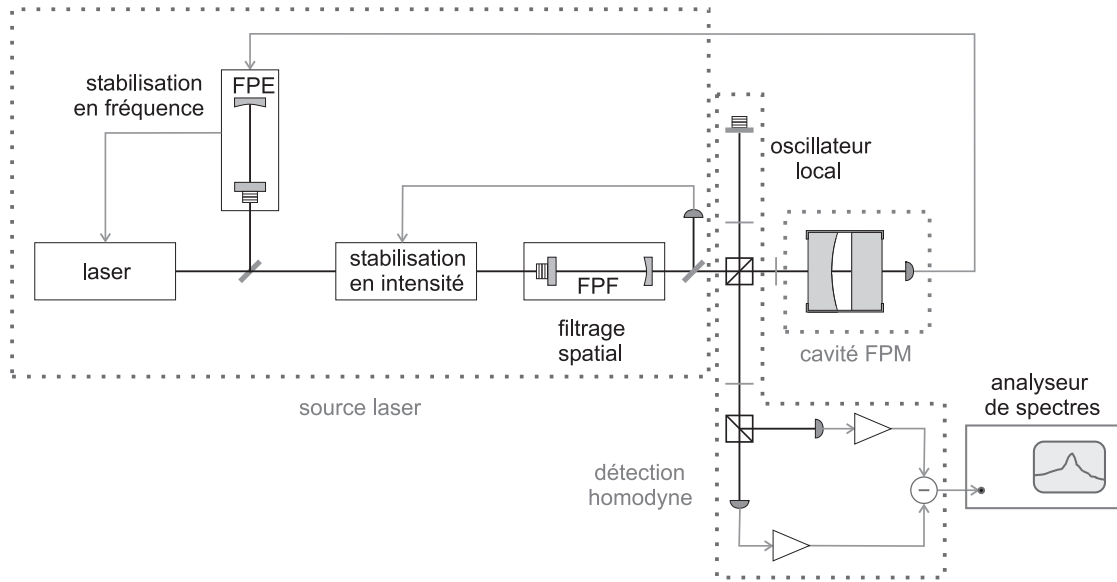 stabilisation
en fréquence
FPE
oscillateur
local
laser
stabilisation
en intensité
FPF
filtrage
spatial
cavité FPM
source laser
analyseur
de spectres
détection
homodyne
−